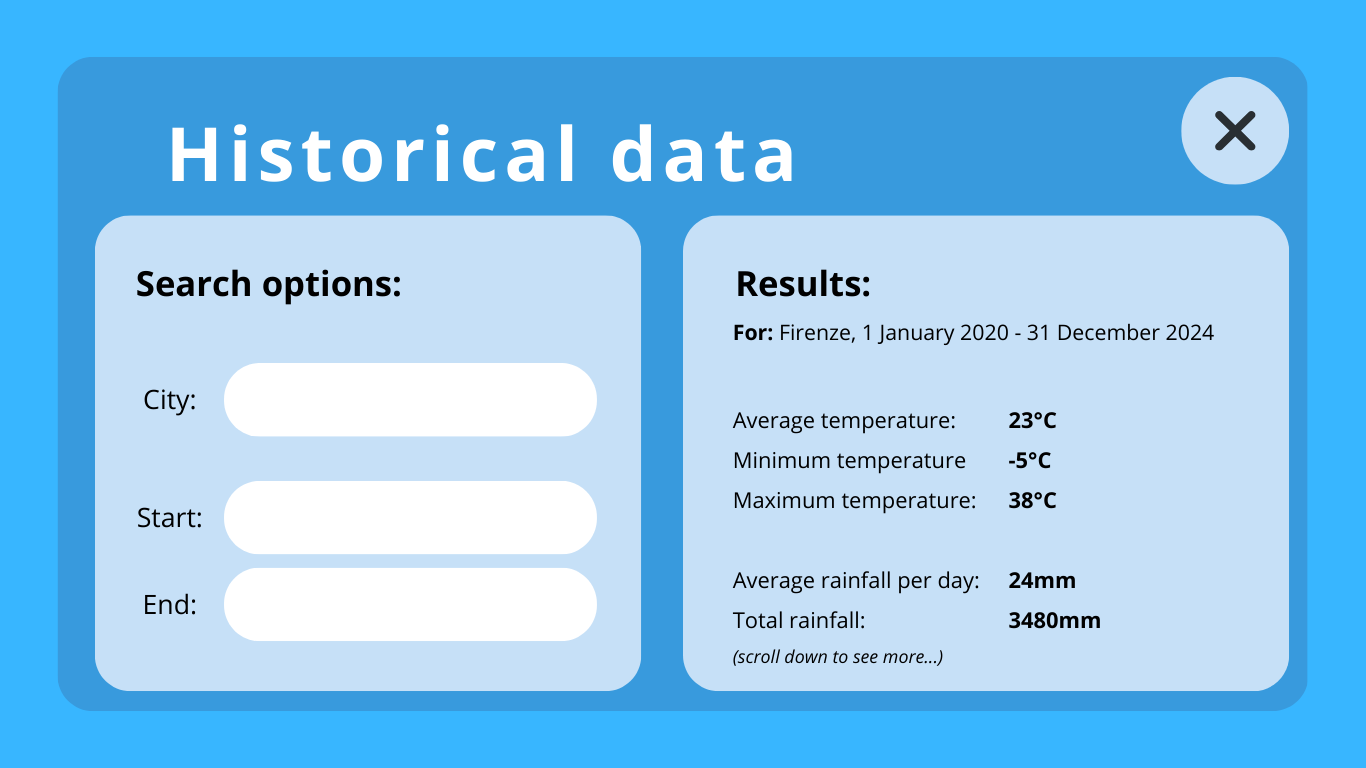 Historical data
Search options:
City:
Start:
End:
Results:
For: Firenze, 1 January 2020 - 31 December 2024
Average temperature: 23°C
Minimum temperature -5°C
Maximum temperature: 38°C
Average rainfall per day: 24mm
Total rainfall: 3480mm
(scroll down to see more...)